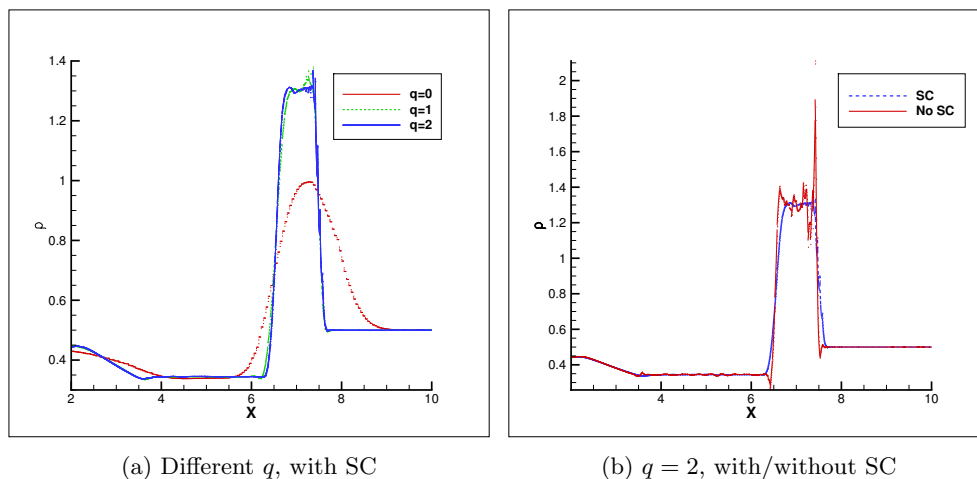 1.4
1.2
1
0.8
0.6
0.4
ρ
2
4
6
8
10
X
q=0
q=1
q=2
(a) Different q, with SC
2
1.8
1.6
1.4
1.2
1
0.8
0.6
0.4
ρ
4
6
8
10
X
SC
No SC
(b) q = 2, with/without SC